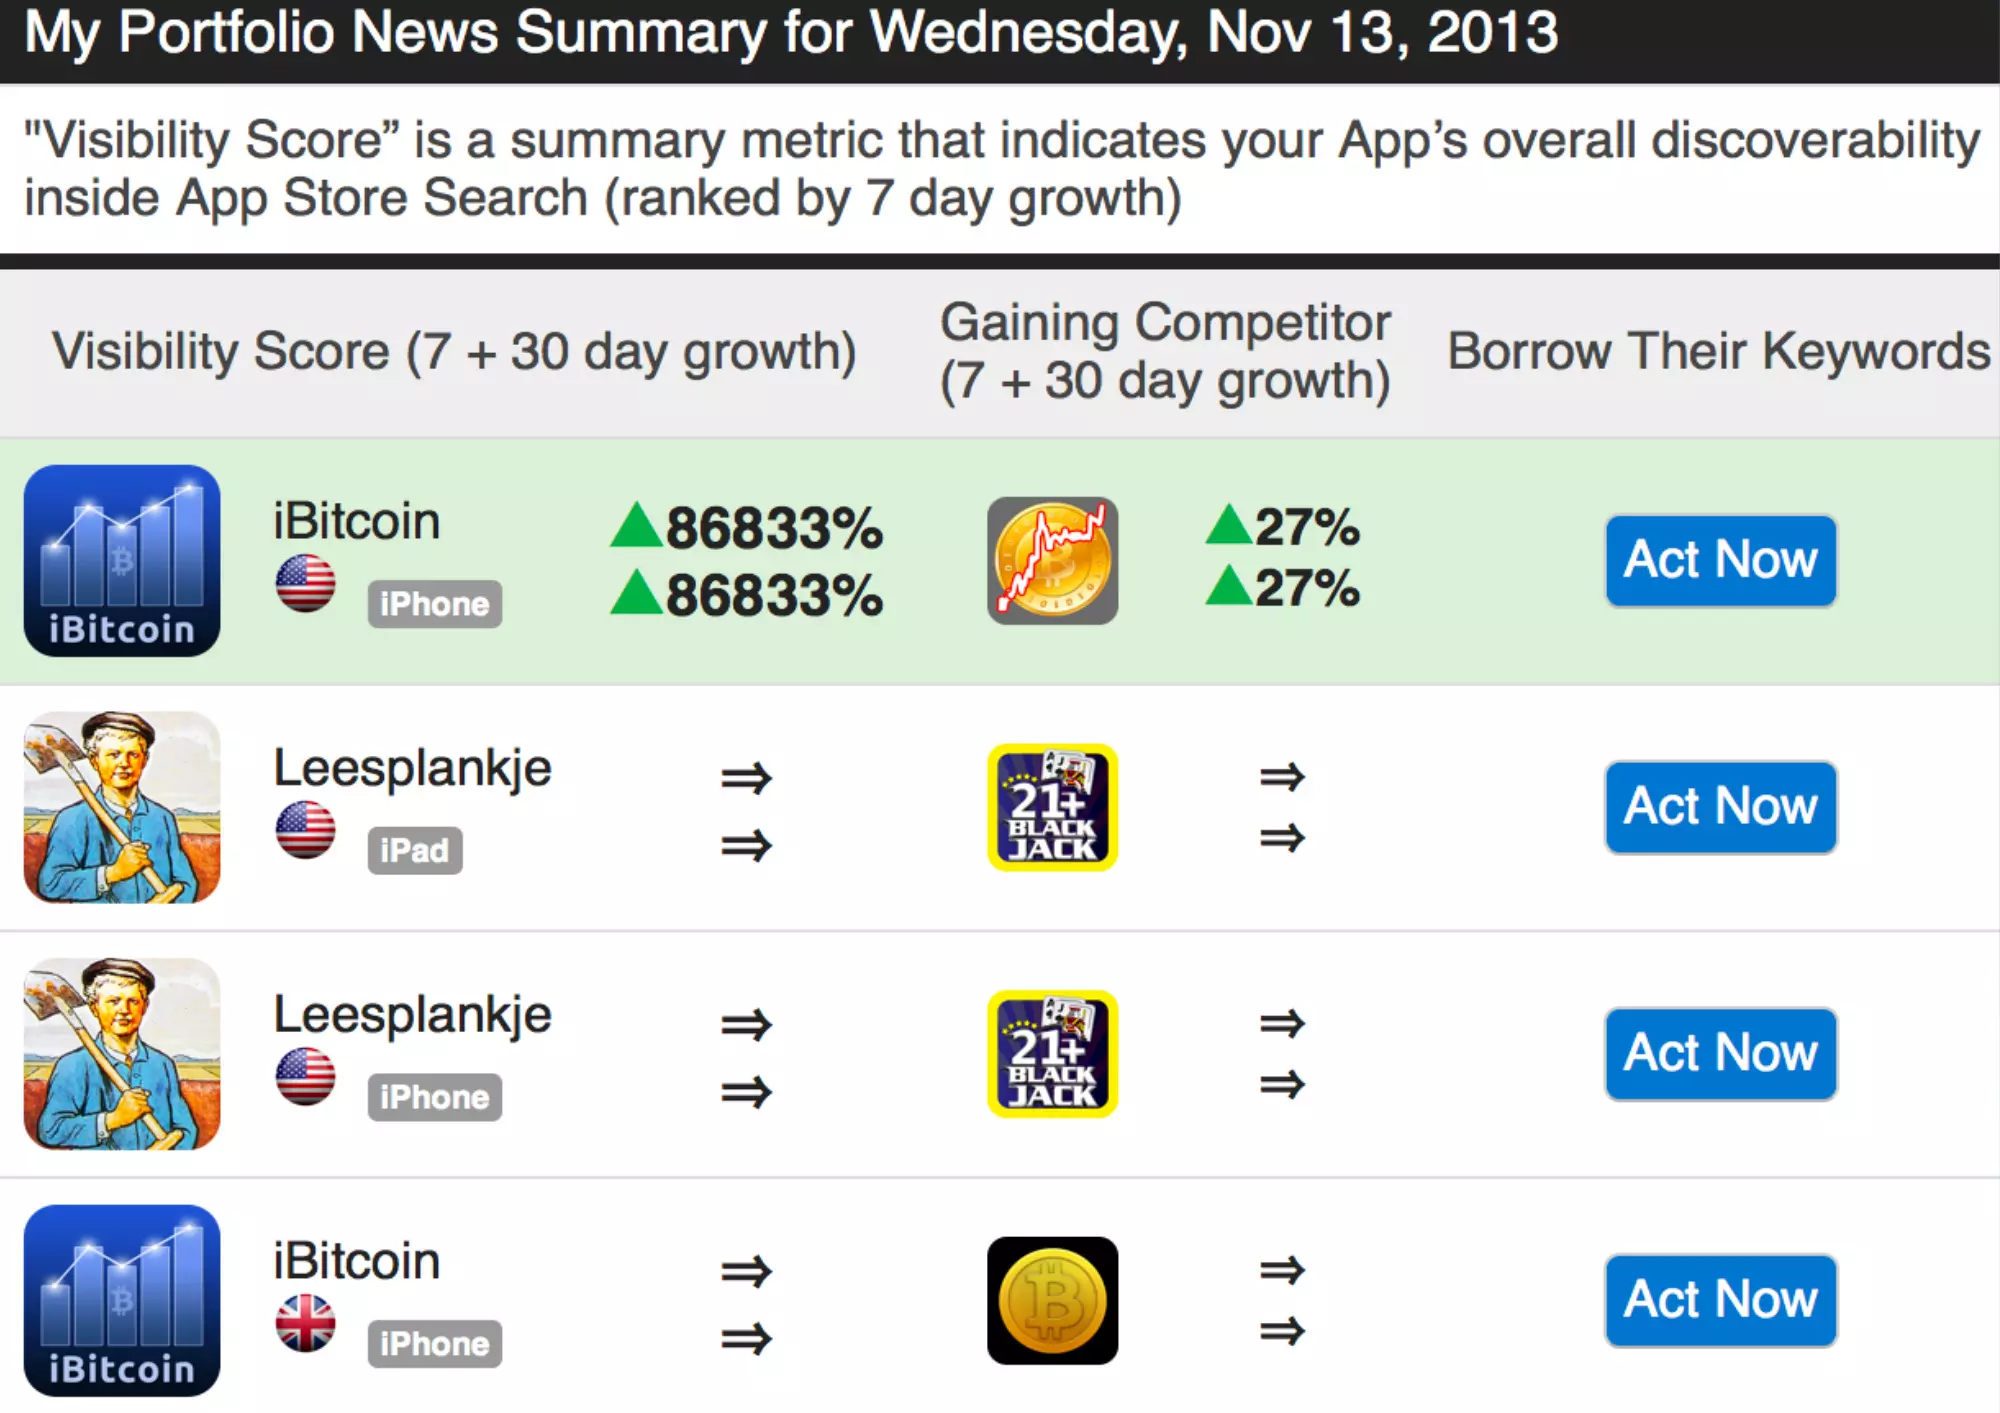 My Portfolio News Summary for Wednesday, Nov 13, 2013
"Visibility Score” is a summary metric that indicates your App’s overall discoverability
inside App Store Search (ranked by 7 day growth)
Visibility Score (7 + 30 day growth)
Gaining Competitor
(7 + 30 day growth)
Borrow Their Keywords
iBitcoin
iBitcoin
iPhone
▲86833%
▲86833%
▲27%
▲27%
Act Now
Leesplankje
iPad
⇒
⇒
21+
BLACK
JACK
⇒
⇒
Act Now
Leesplankje
iPhone
⇒
⇒
21+
BLACK
JACK
⇒
⇒
Act Now
iBitcoin
iBitcoin
iPhone
⇒
⇒
⇒
⇒
Act Now